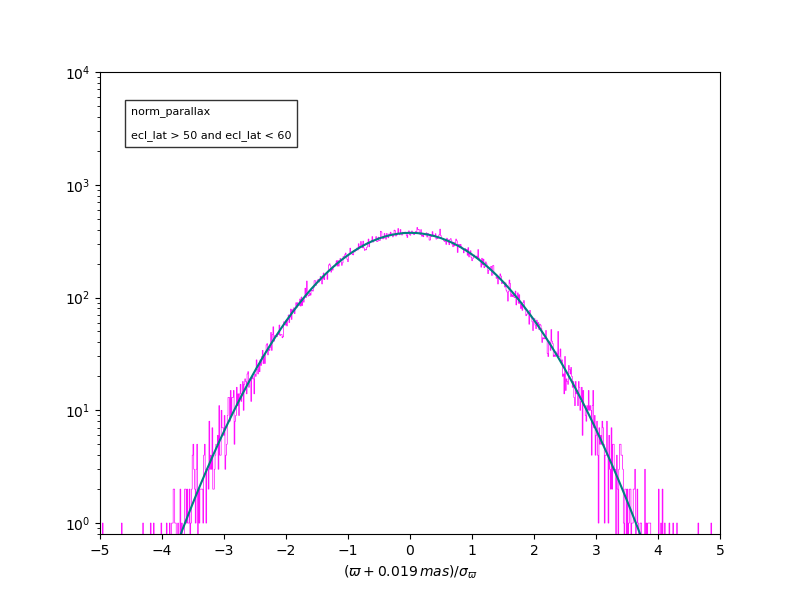 10⁴
norm_parallax
ecl_lat > 50 and ecl_lat < 60
10³
10²
10¹
10⁰
−5 −4 −3 −2 −1 0 1 2 3 4 5
(ϖ + 0.019 mas)/σ_ϖ